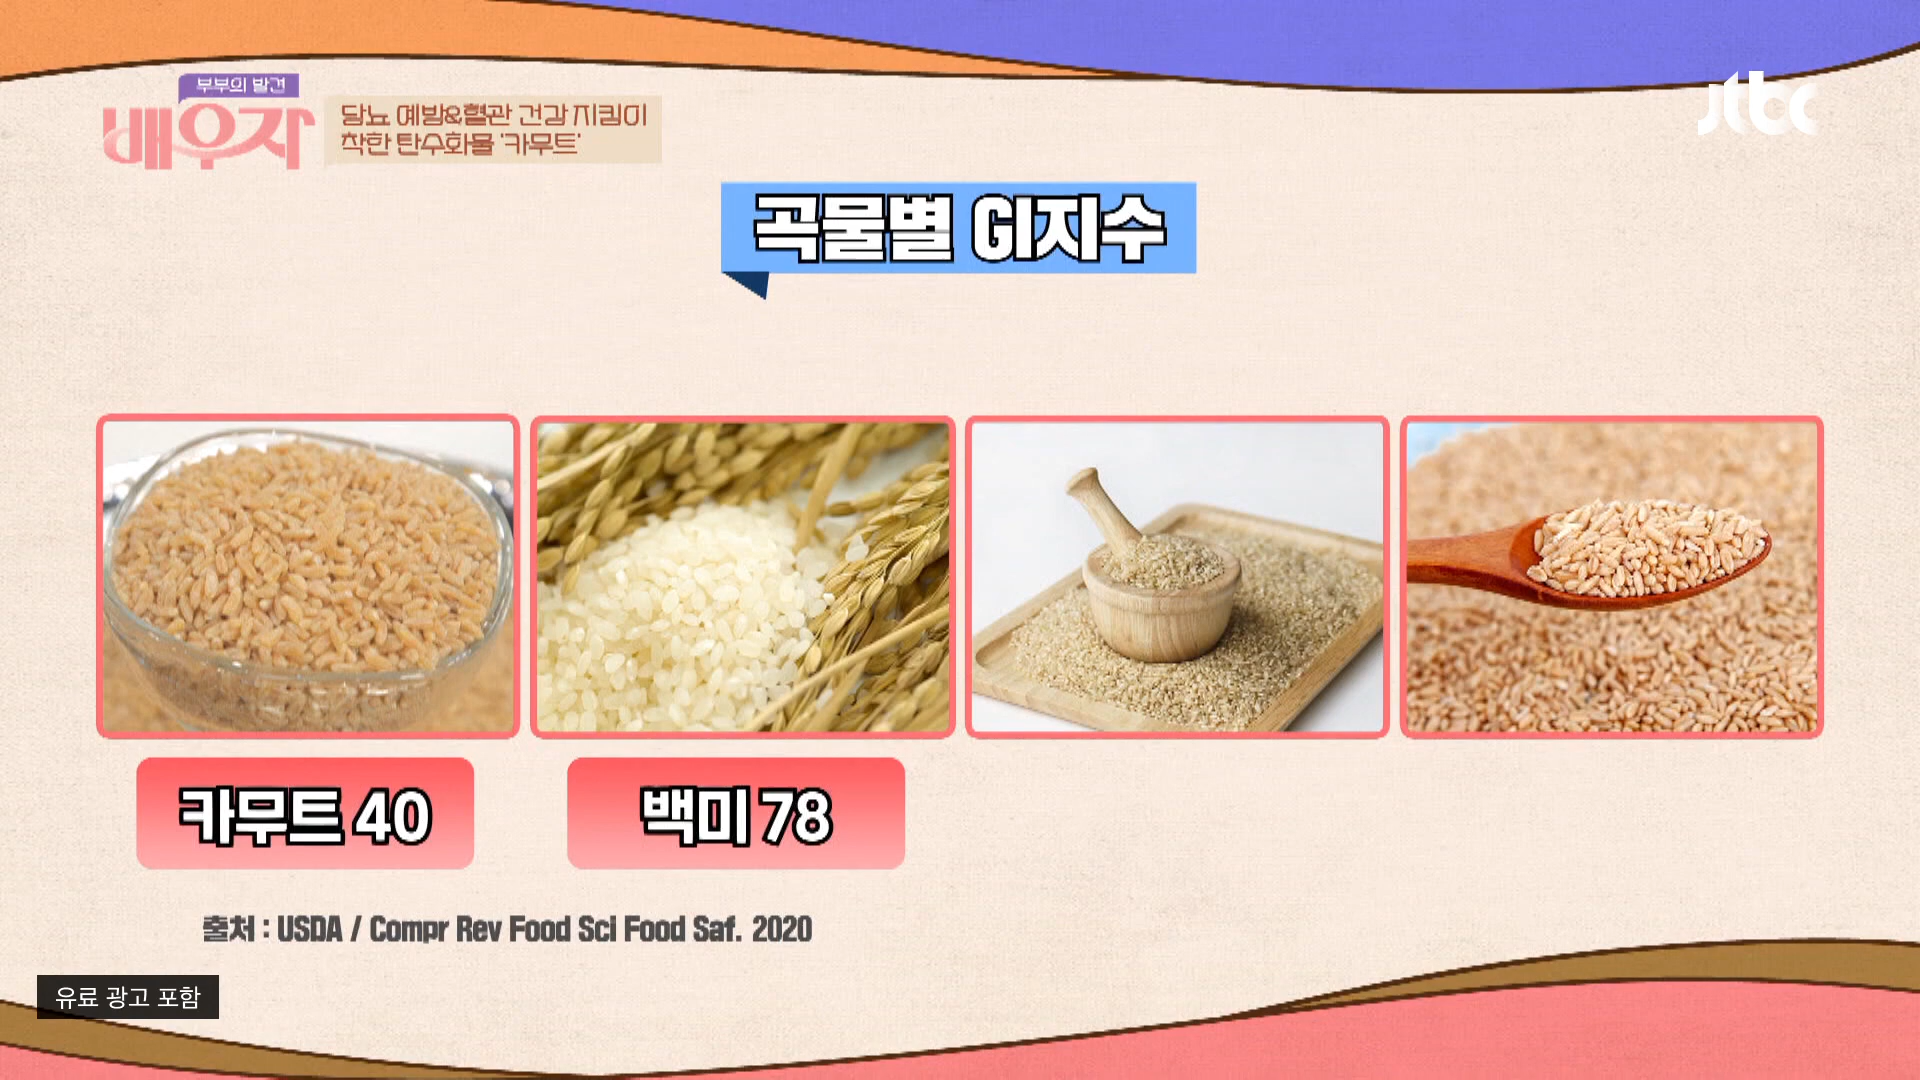 부부의 발견
배우자
당뇨 예방&혈관 건강 지킴이
착한 탄수화물 '카무트'
jtbc
곡물별 GI지수
카무트 40
백미 78
출처 : USDA / Compr Rev Food Sci Food Saf. 2020
유료 광고 포함